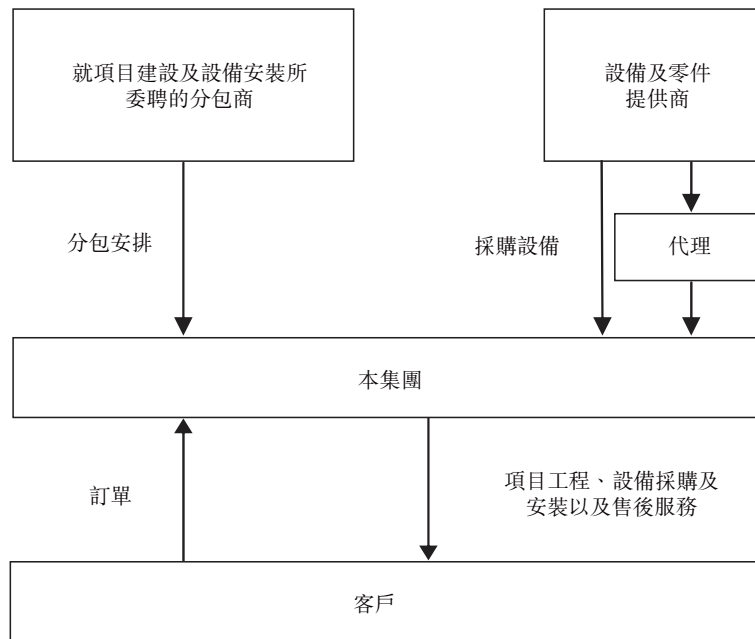 就項目建設及設備安裝所
委聘的分包商
設備及零件
提供商
分包安排
採購設備
代理
本集團
訂單
項目工程、設備採購及
安裝以及售後服務
客戶